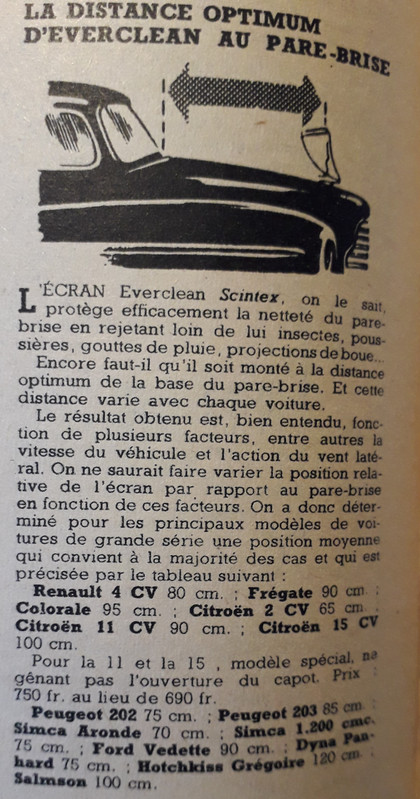 LA DISTANCE OPTIMUM
D'EVERCLEAN AU PARE-BRISE
L'ÉCRAN Everclean Scintex, on le sait,
protège efficacement la netteté du pare-
brise en rejetant loin de lui insectes, pous-
sières, gouttes de pluie, projections de boue...
Encore faut-il qu'il soit monté à la distance
optimum de la base du pare-brise. Et cette
distance varie avec chaque voiture.
Le résultat obtenu est, bien entendu, fonc-
tion de plusieurs facteurs, entre autres la
vitesse du véhicule et l'action du vent laté-
ral. On ne saurait faire varier la position rela-
tive de l'écran par rapport au pare-brise
en fonction de ces facteurs. On a donc déter-
miné pour les principaux modèles de voi-
tures de grande série une position moyenne
qui convient à la majorité des cas et qui est
précisée par le tableau suivant :
Renault 4 CV 80 cm. ; Frégate 90 cm. ;
Colorale 95 cm. ; Citroën 2 CV 65 cm. ;
Citroën 11 CV 90 cm. ; Citroën 15 CV
100 cm.
Pour la 11 et la 15 , modèle spécial, ne
gênant pas l'ouverture du capot. Prix :
750 fr. au lieu de 690 fr.
Peugeot 202 75 cm. ; Peugeot 203 85 cm. ;
Simca Aronde 70 cm. ; Simca 1.200 cmc.
75 cm. ; Ford Vedette 90 cm. ; Dyna Pan-
hard 75 cm. ; Hotchkiss Grégoire 120 cm. ;
Salmson 100 cm.